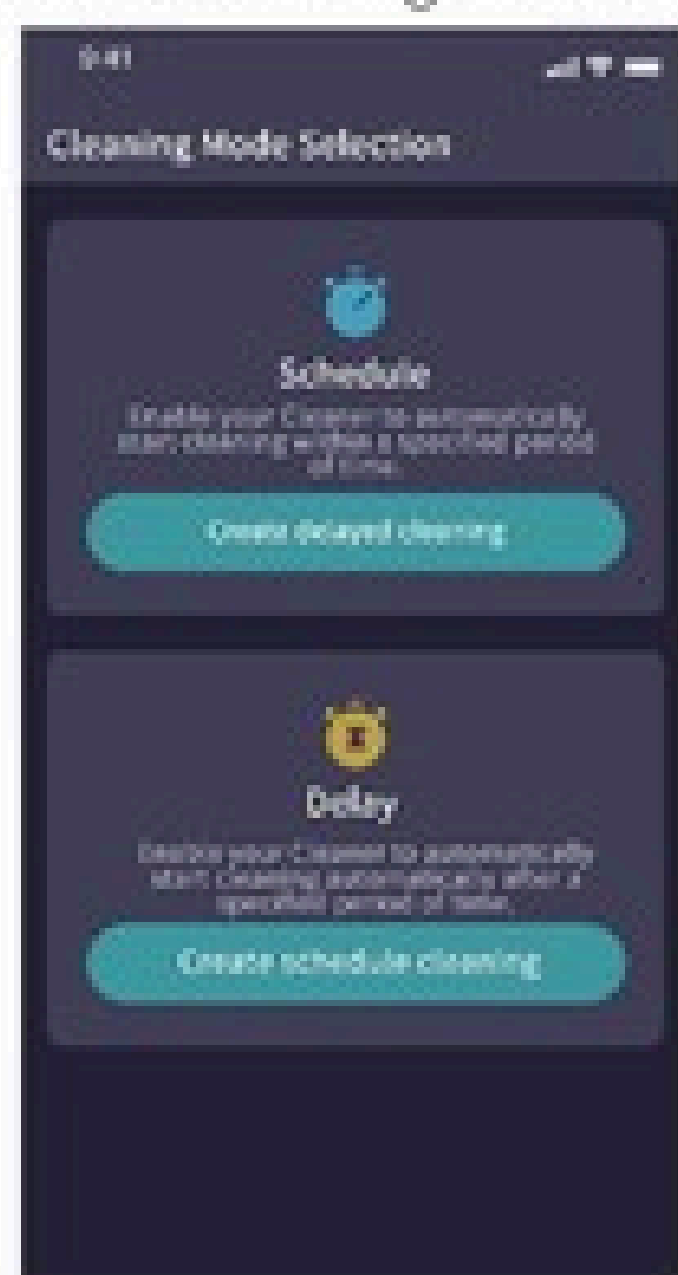 9:41
Cleaning Mode Selection
Schedule
Enable your Cleaner to automatically
start cleaning within a specified period
of time.
Create delayed cleaning
Delay
Enable your Cleaner to automatically
start cleaning automatically after a
specified period of time.
Create schedule cleaning